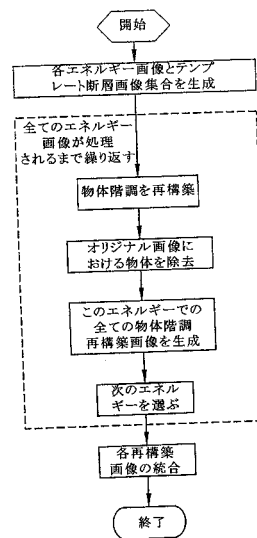 開始
各エネルギー画像とテンプ
レート断層画像集合を生成
全てのエネルギー
画像が処理
されるまで繰り返す
物体階調を再構築
オリジナル画像に
おける物体を除去
このエネルギーでの
全ての物体階調
再構築画像を生成
次のエネル
ギーを選ぶ
各再構築
画像の統合
終了